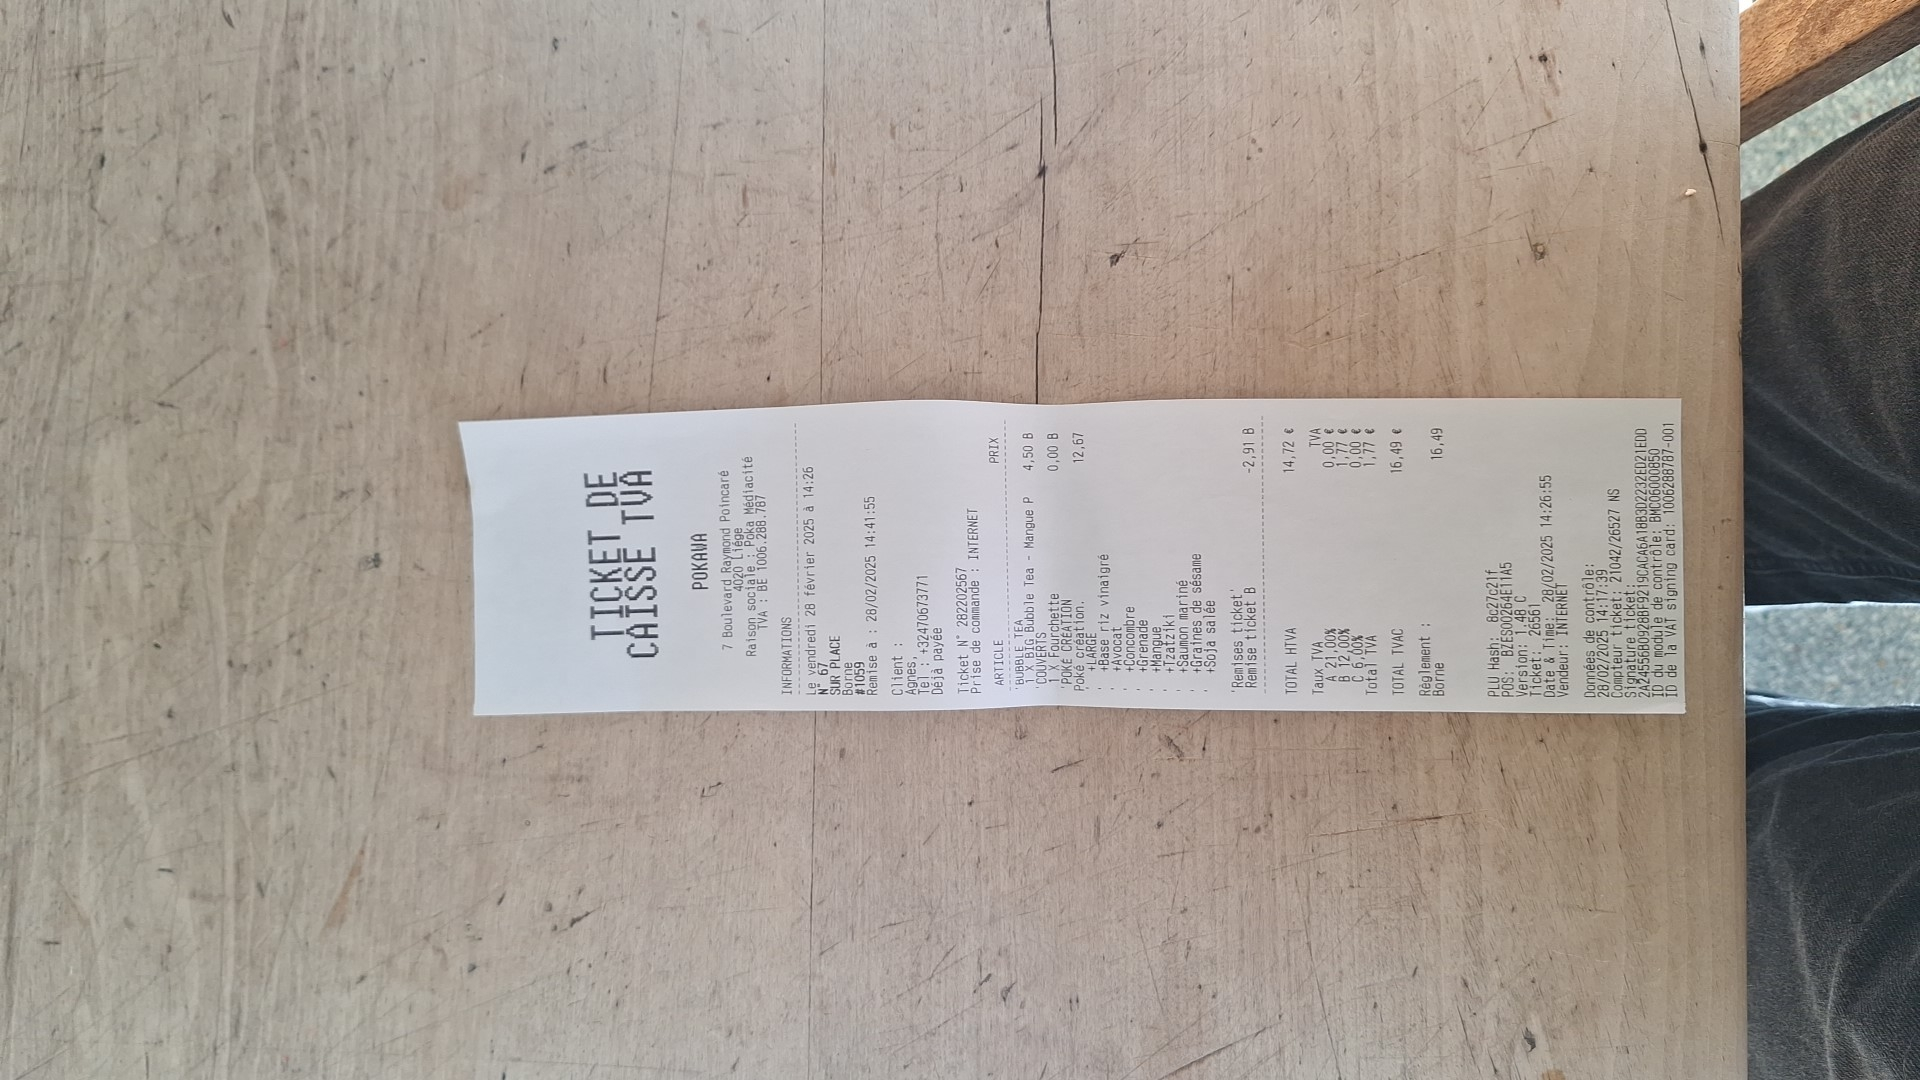 TICKET DE
CAISSE TVA
POKAWA
7 Boulevard Raymond Poincaré
4020 Liège
Raison sociale : Poka Médiacité
TVA : BE 1006.288.787
INFORMATIONS
Le vendredi 28 février 2025 à 14:26
N° 67
SUR PLACE
Borne
#1059
Remise à : 28/02/2025 14:41:55
Client :
Agnes,
Tel : +32470673771
Déjà payée
Ticket N° 282202567
Prise de commande : INTERNET
ARTICLE PRIX
'BUBBLE TEA
1 X BIG Bubble Tea - Mangue P 4,50 B
'COUVERTS
1 X Fourchette 0,00 B
'POKÉ CRÉATION
Poké création. 12,67
. +LARGE
. +Base riz vinaigré
. +Avocat
. +Concombre
. +Grenade
. +Mangue
. +Tzatziki
. +Saumon mariné
. +Graines de sésame
. +Soja salée
'Remises ticket'
Remise ticket B -2,91 B
TOTAL HTVA 14,72 €
Taux TVA TVA
A 21,00% 0,00 €
B 12,00% 1,77 €
C 6,00% 0,00 €
Total TVA 1,77 €
TOTAL TVAC 16,49 €
Règlement :
Borne 16,49
PLU Hash: 8c27c21f
POS: BZES00264E11A5
Version: 1.48 C
Ticket: 26561
Date & Time: 28/02/2025 14:26:55
Vendeur: INTERNET
Données de contrôle:
28/02/2025 14:17:39
Compteur ticket: 21042/26527 NS
Signature ticket:
ID du module de contrôle: BMC06000850
ID de la VAT signing card: 1006288787-001